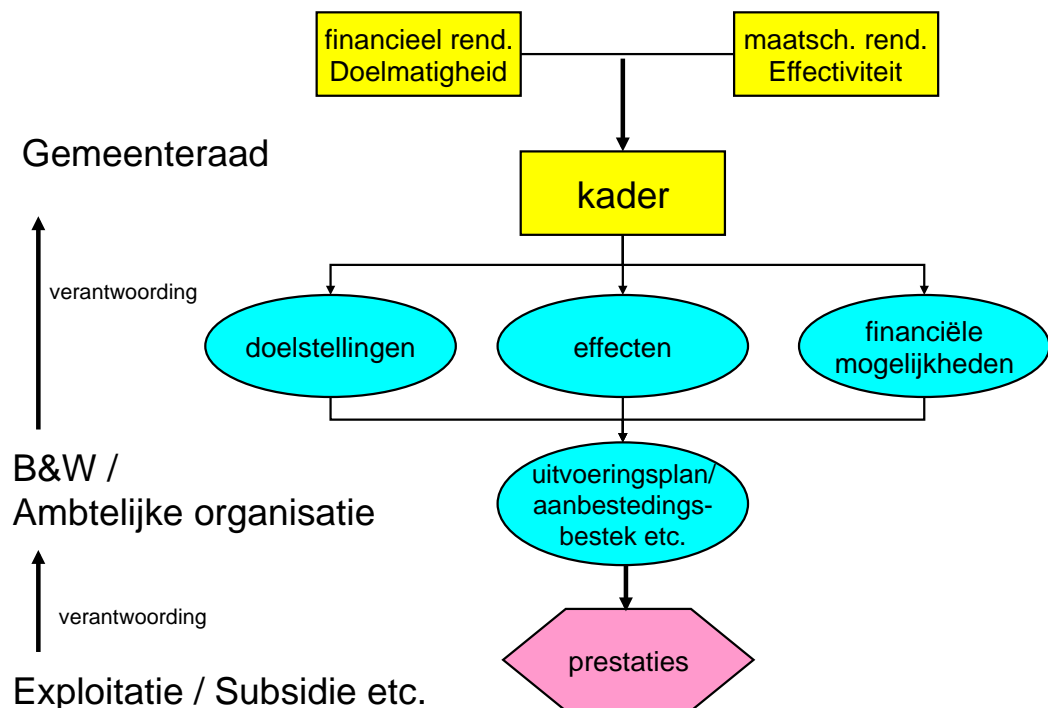 financieel rend.
Doelmatigheid
maatsch. rend.
Effectiviteit
Gemeenteraad
kader
verantwoording
doelstellingen
effecten
financiële
mogelijkheden
B&W /
Ambtelijke organisatie
uitvoeringsplan/
aanbestedings-
bestek etc.
verantwoording
prestaties
Exploitatie / Subsidie etc.